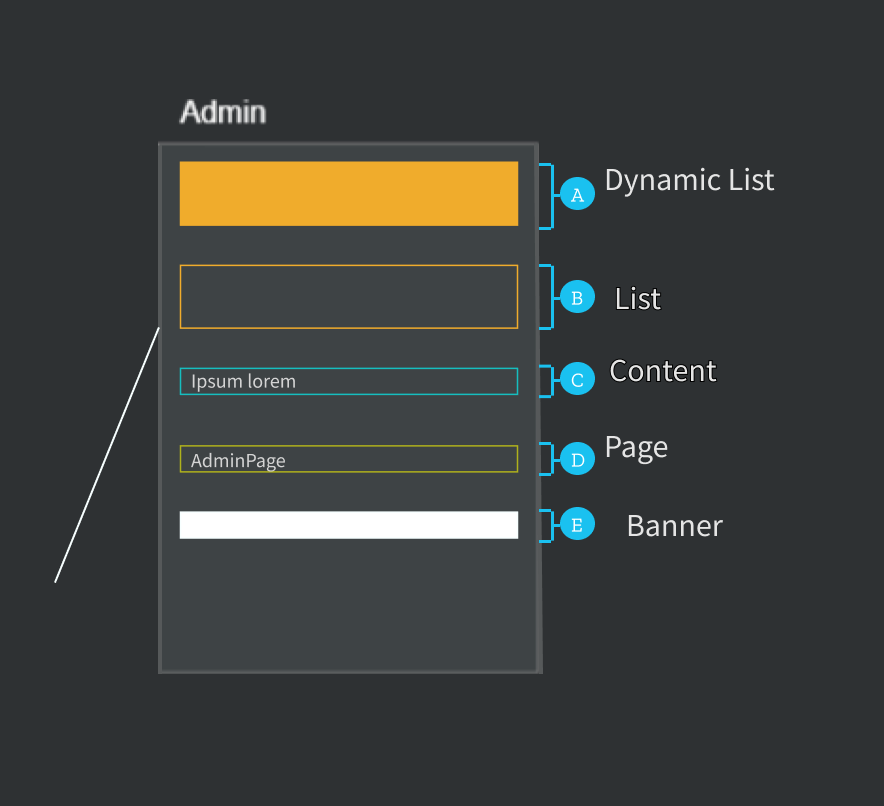 Admin
A Dynamic List
B List
Ipsum lorem C Content
AdminPage D Page
E Banner